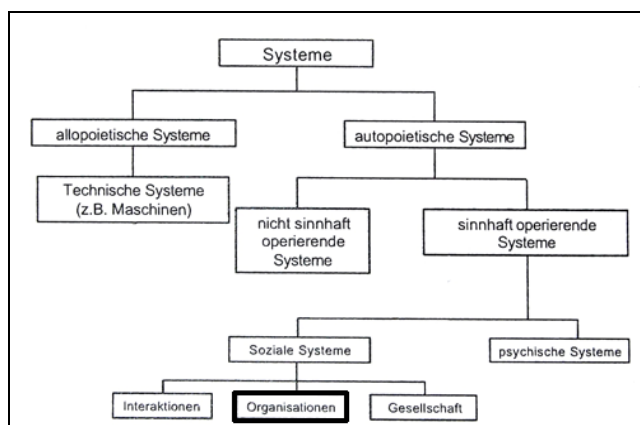 Systeme
allopoietische Systeme
autopoietische Systeme
Technische Systeme
(z.B. Maschinen)
nicht sinnhaft
operierende
Systeme
sinnhaft operierende
Systeme
Soziale Systeme
psychische Systeme
Interaktionen
Organisationen
Gesellschaft